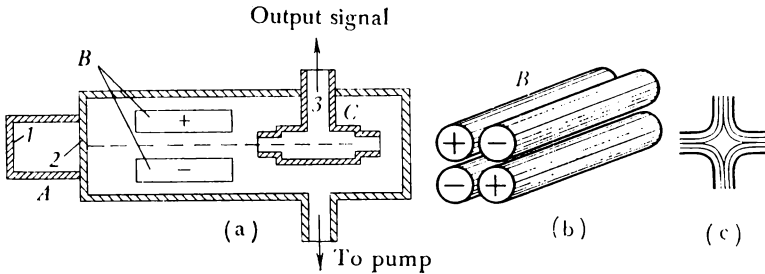 Output signal
B
3
C
+
1
2
−
A
(a)
To pump
B
+ −
− +
(b)
(c)